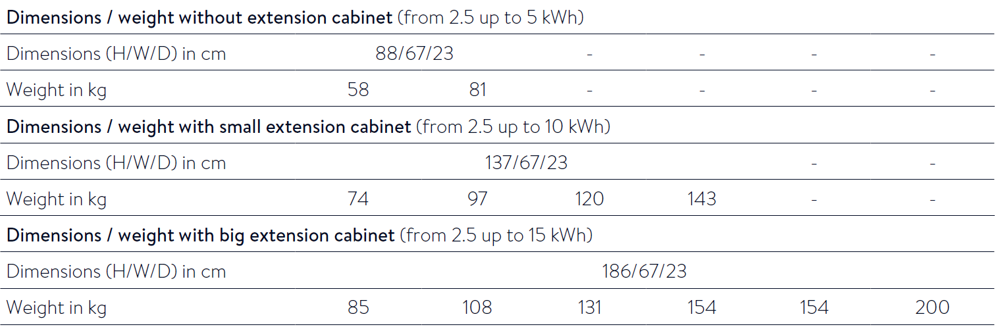 Dimensions / weight without extension cabinet (from 2.5 up to 5 kWh)
Dimensions (H/W/D) in cm 88/67/23 - - - -
Weight in kg 58 81 - - - -
Dimensions / weight with small extension cabinet (from 2.5 up to 10 kWh)
Dimensions (H/W/D) in cm 137/67/23 - -
Weight in kg 74 97 120 143 - -
Dimensions / weight with big extension cabinet (from 2.5 up to 15 kWh)
Dimensions (H/W/D) in cm 186/67/23
Weight in kg 85 108 131 154 154 200